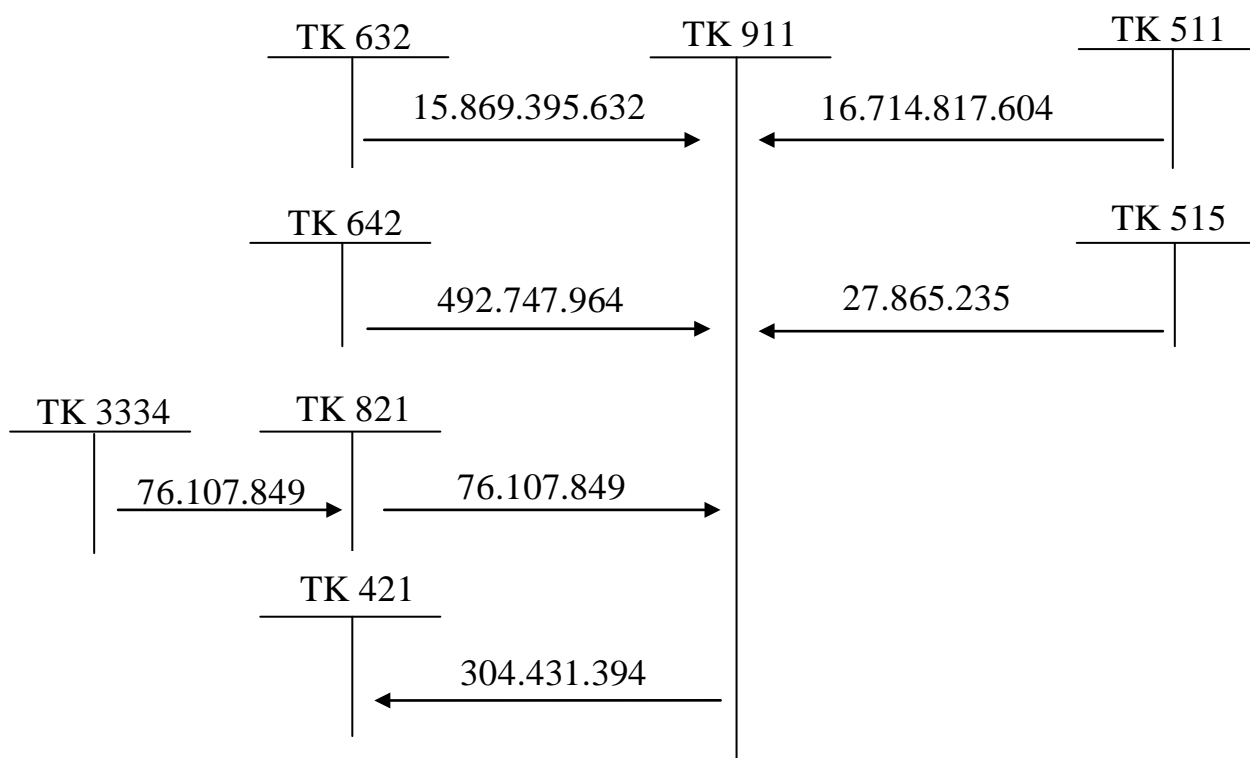 TK 632
TK 911
TK 511
15.869.395.632
16.714.817.604
TK 642
TK 515
492.747.964
27.865.235
TK 3334
TK 821
76.107.849
76.107.849
TK 421
304.431.394